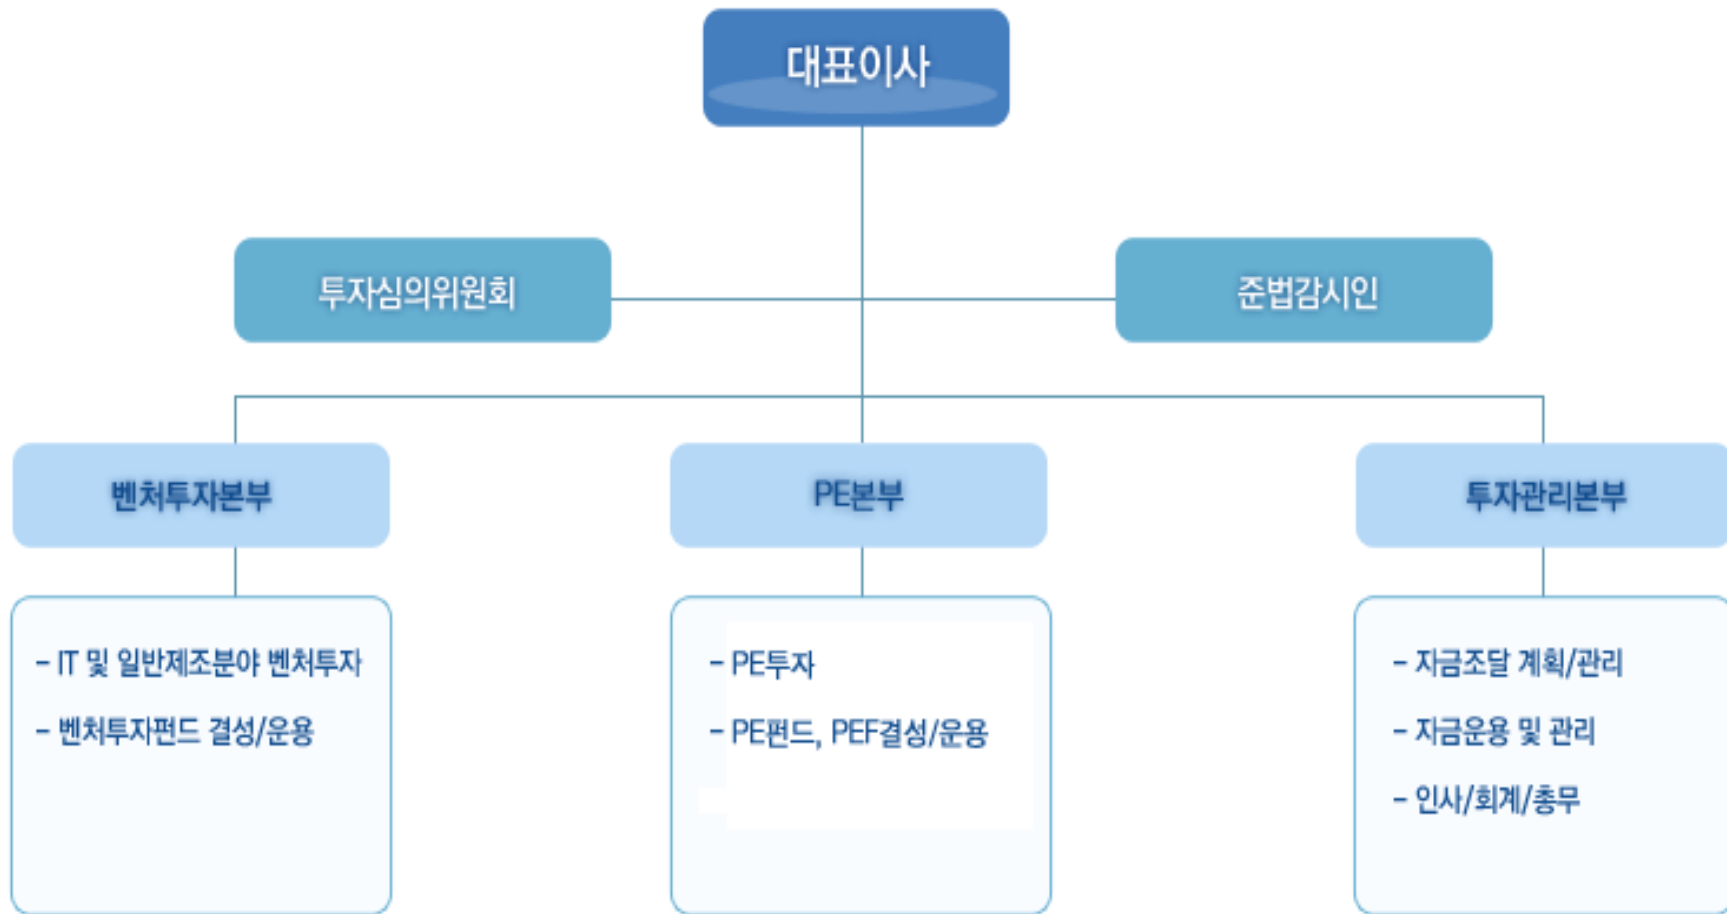 대표이사
투자심의위원회
준법감시인
벤처투자본부
PE본부
투자관리본부
- IT 및 일반제조분야 벤처투자
- 벤처투자펀드 결성/운용
- PE투자
- PE펀드, PEF결성/운용
- 자금조달 계획/관리
- 자금운용 및 관리
- 인사/회계/총무